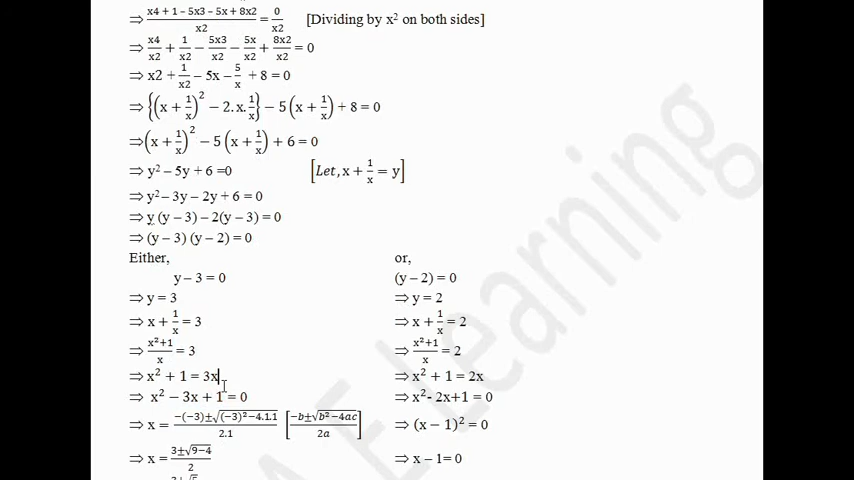 ⇒ (x4 + 1 – 5x3 – 5x + 8x2)/x2 = 0/x2 [Dividing by x² on both sides]
⇒ x4/x2 + 1/x2 – 5x3/x2 – 5x/x2 + 8x2/x2 = 0
⇒ x2 + 1/x2 – 5x – 5/x + 8 = 0
⇒ {(x + 1/x)² – 2.x.1/x} – 5(x + 1/x) + 8 = 0
⇒ (x + 1/x)² – 5(x + 1/x) + 6 = 0
⇒ y² – 5y + 6 =0 [Let, x + 1/x = y]
⇒ y² – 3y – 2y + 6 = 0
⇒ y (y – 3) – 2(y – 3) = 0
⇒ (y – 3) (y – 2) = 0
Either, or,
y – 3 = 0 (y – 2) = 0
⇒ y = 3 ⇒ y = 2
⇒ x + 1/x = 3 ⇒ x + 1/x = 2
⇒ (x²+1)/x = 3 ⇒ (x²+1)/x = 2
⇒ x² + 1 = 3x ⇒ x² + 1 = 2x
⇒ x² – 3x + 1 = 0 ⇒ x² - 2x+1 = 0
⇒ x = (–(–3)±√((–3)²–4.1.1))/2.1 [(–b±√(b²–4ac))/2a] ⇒ (x – 1)² = 0
⇒ x = (3±√(9–4))/2 ⇒ x – 1= 0
E Learning